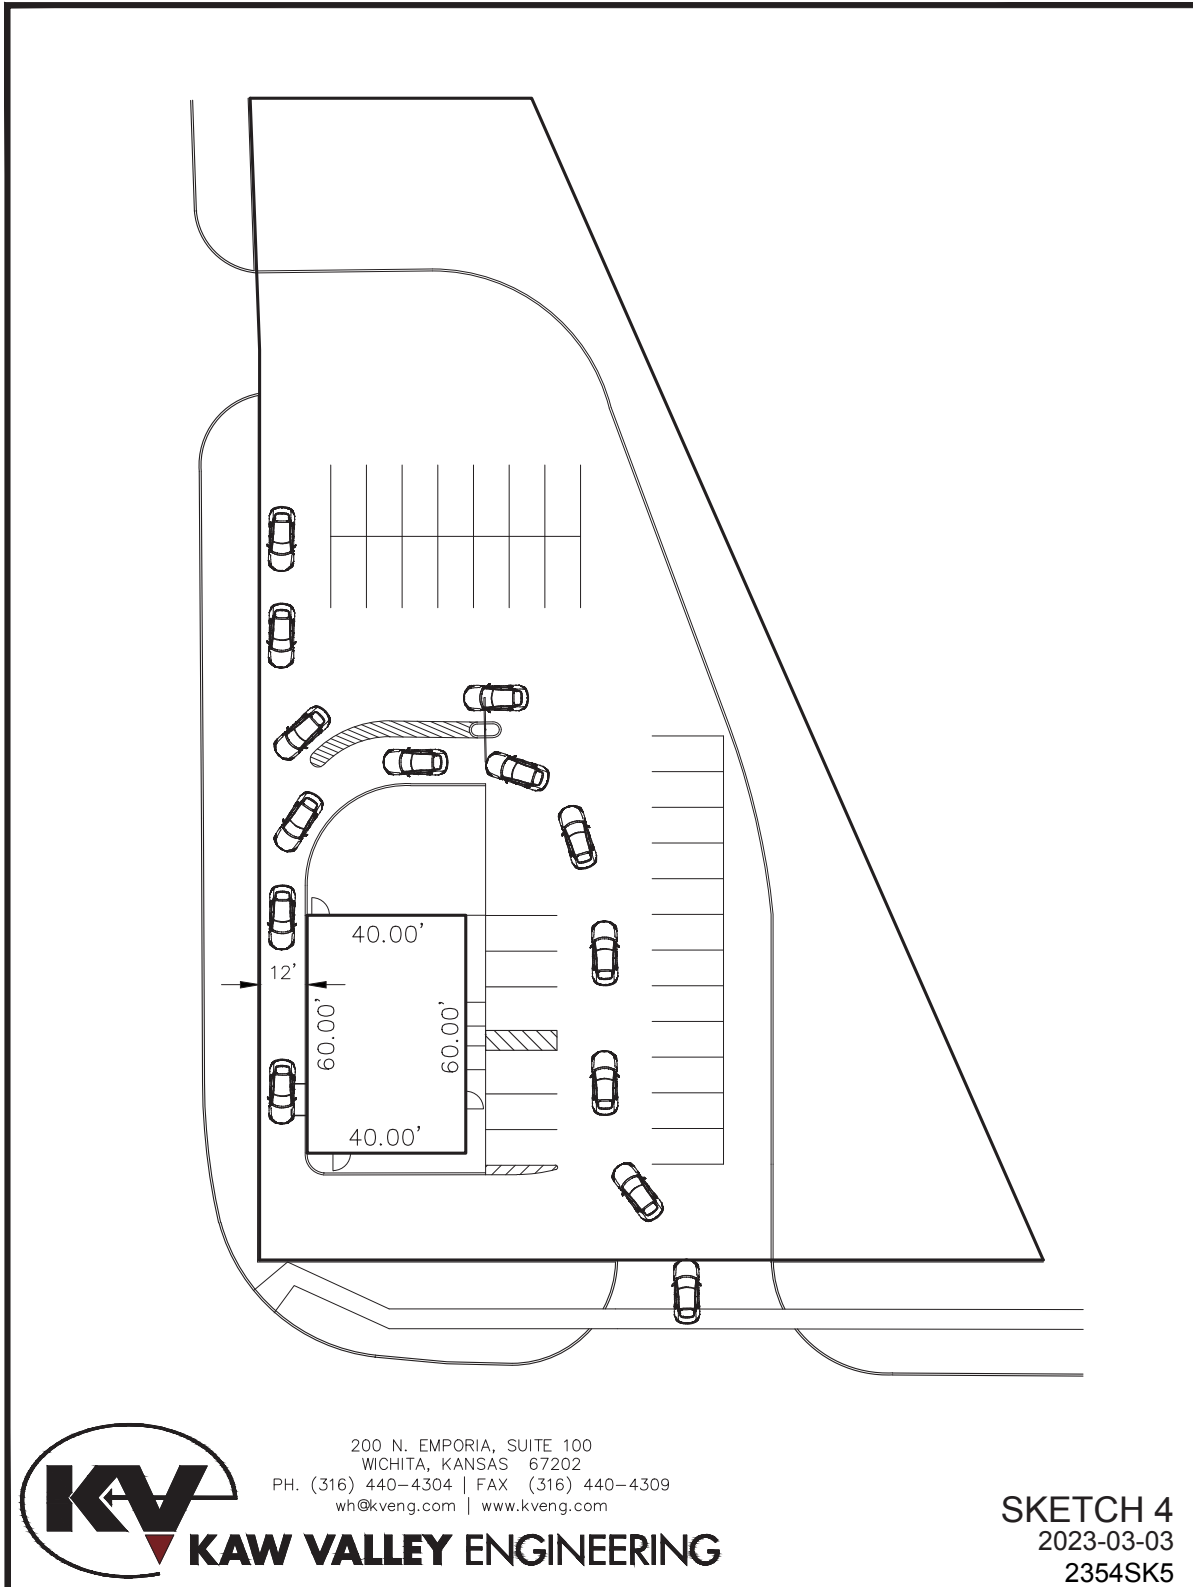 40.00'
12'
60.00'
60.00'
40.00'
200 N. EMPORIA, SUITE 100
WICHITA, KANSAS 67202
PH. (316) 440-4304 | FAX (316) 440-4309
wh@kveng.com | www.kveng.com
KV
KAW VALLEY ENGINEERING
SKETCH 4
2023-03-03
2354SK5